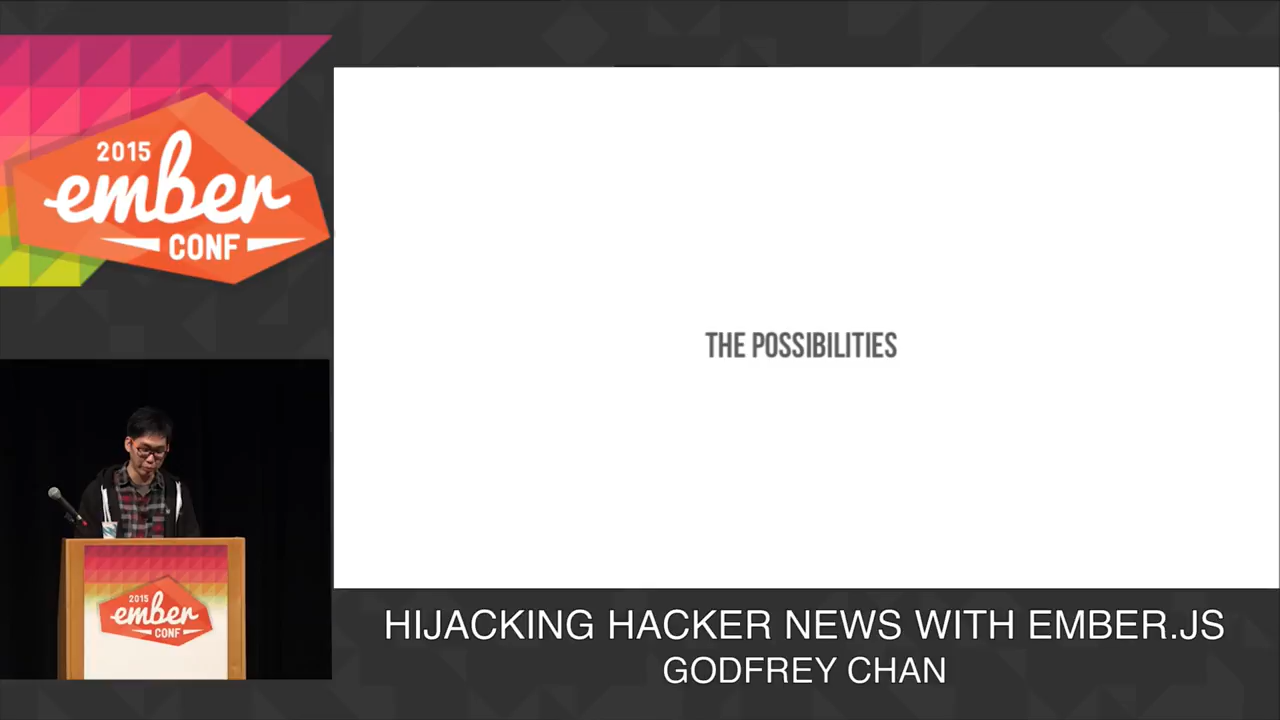 2015
ember
CONF
THE POSSIBILITIES
2015
ember
CONF
HIJACKING HACKER NEWS WITH EMBER.JS
GODFREY CHAN